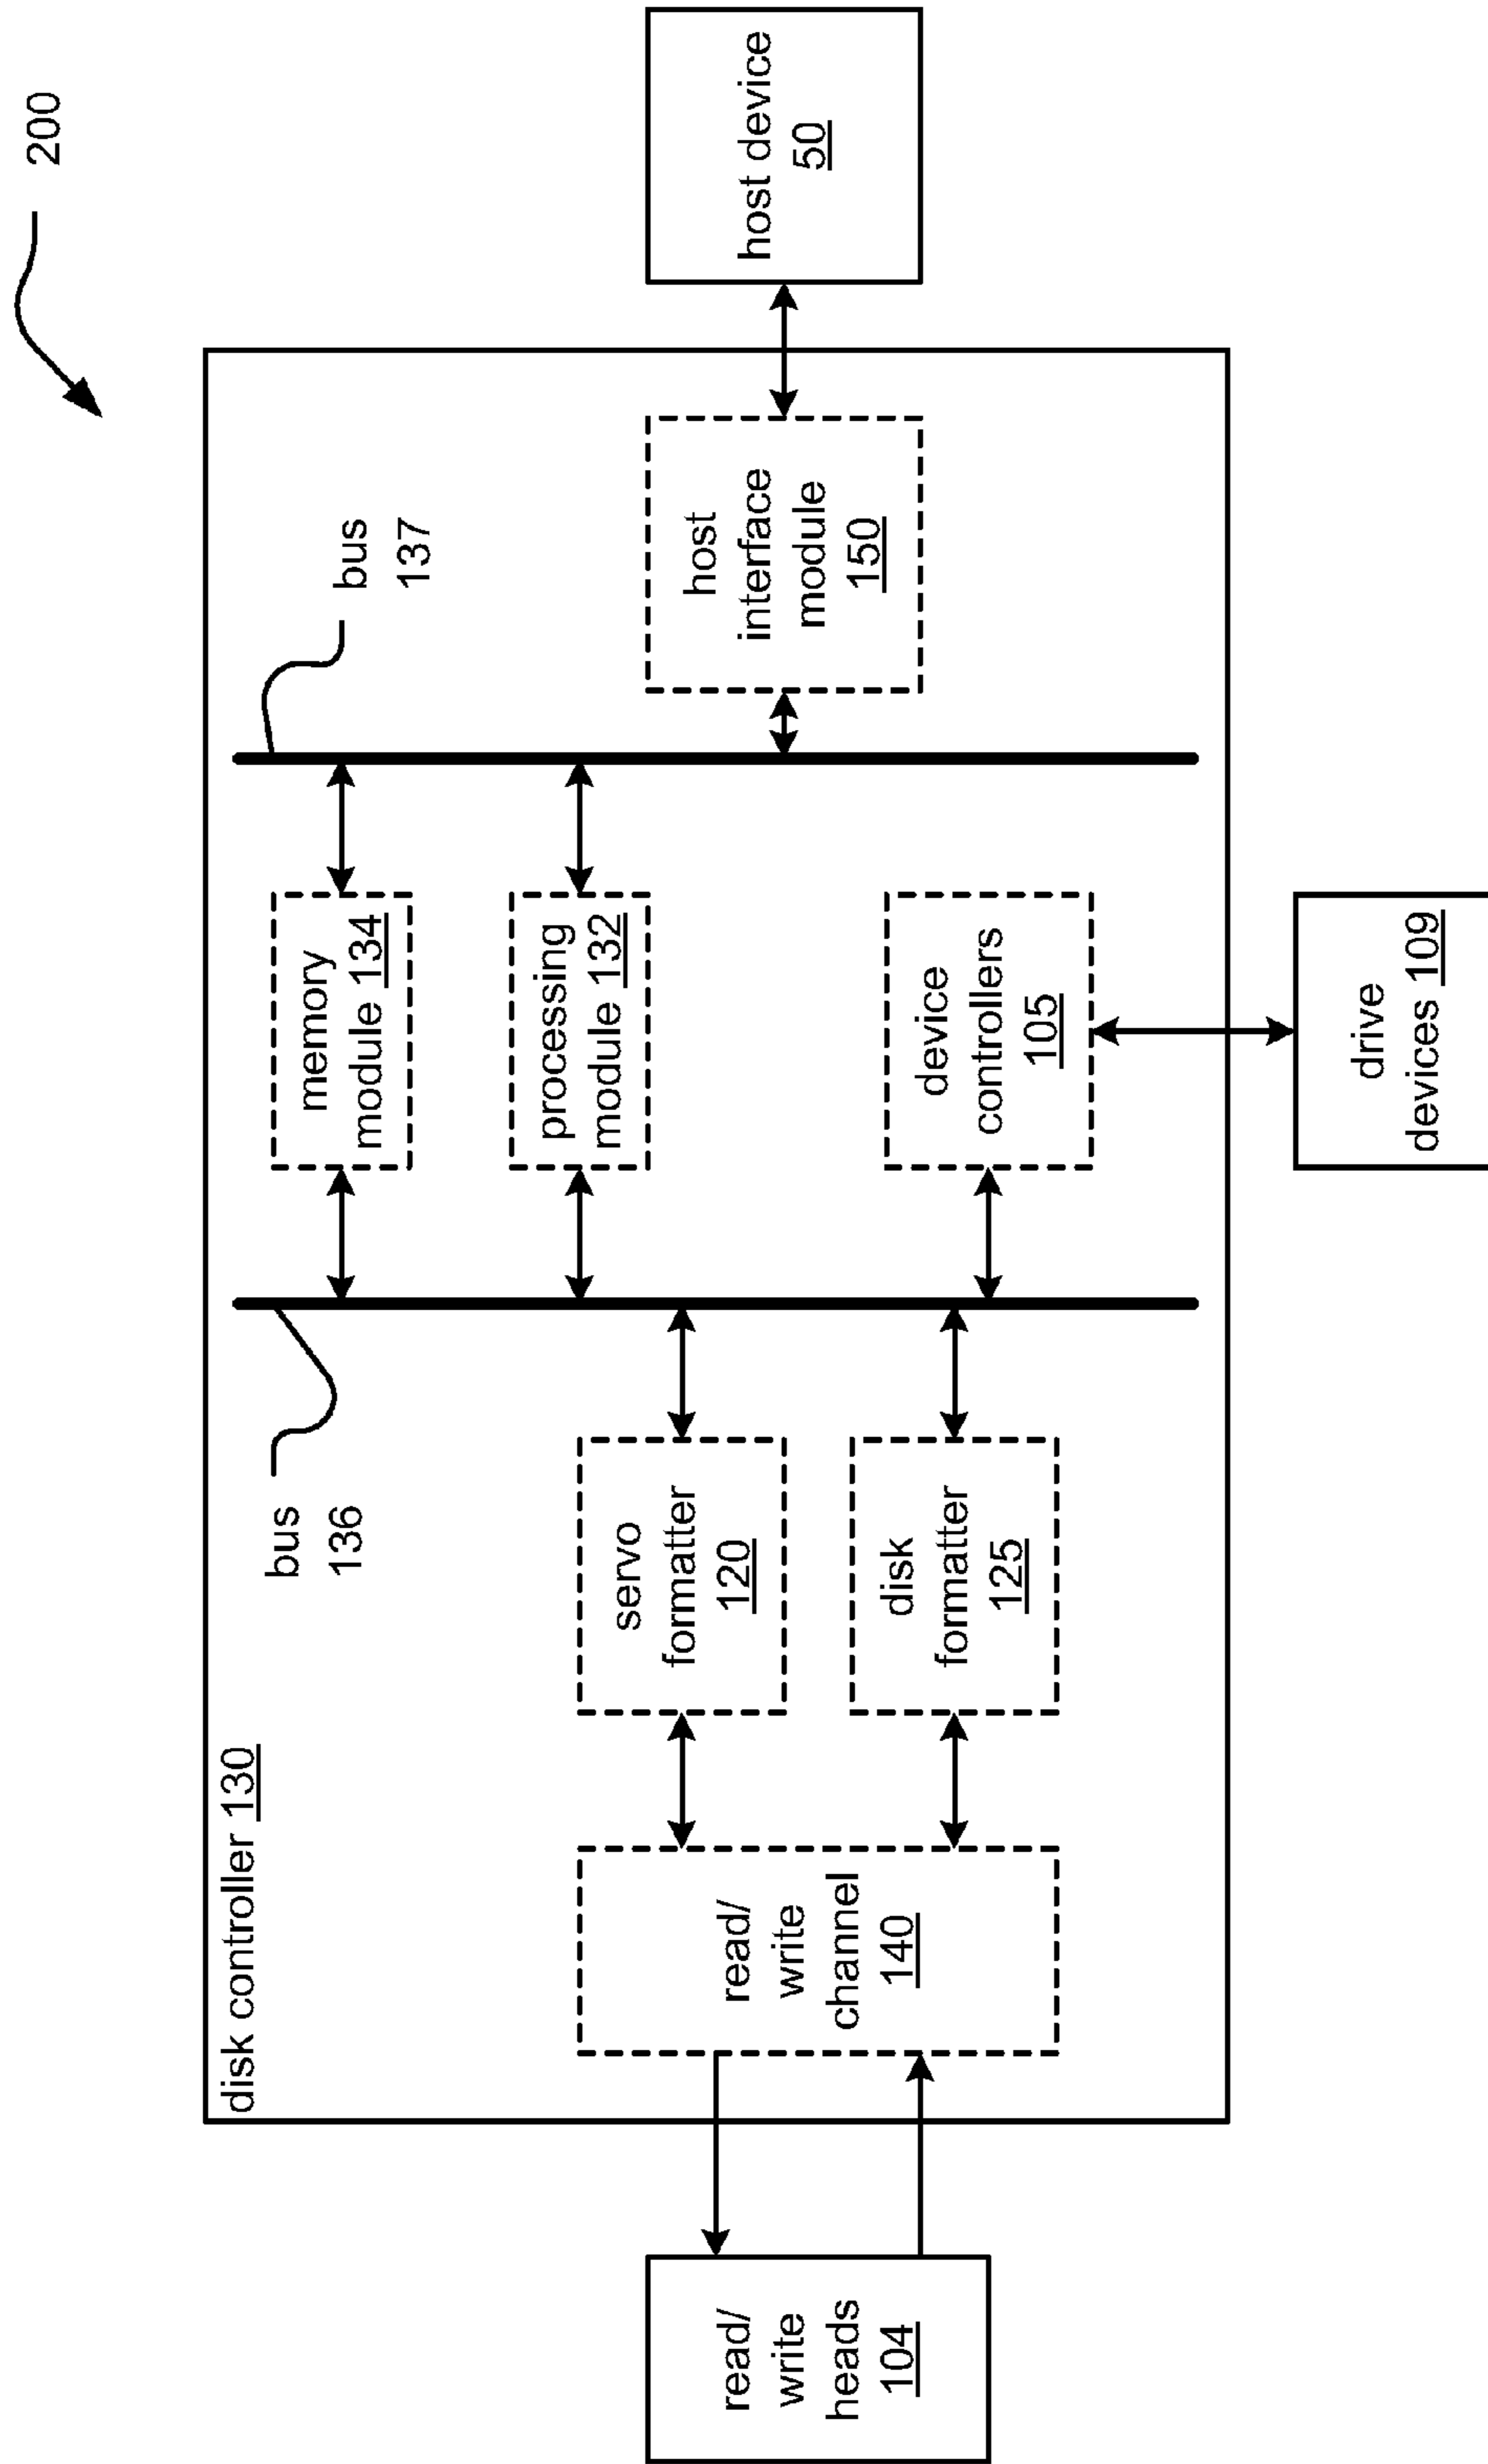 200
disk controller 130
bus
136
bus
137
memory
module 134
processing
module 132
servo
formatter
120
disk
formatter
125
device
controllers
105
read/
write
channel
140
read/
write
heads
104
host
interface
module
150
host device
50
drive
devices 109